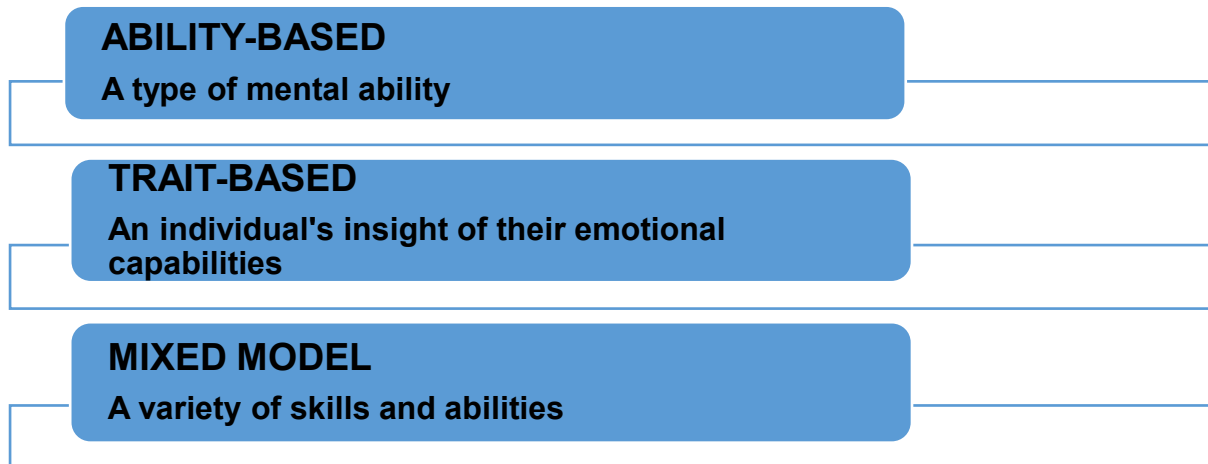 ABILITY-BASED
A type of mental ability
TRAIT-BASED
An individual's insight of their emotional
capabilities
MIXED MODEL
A variety of skills and abilities